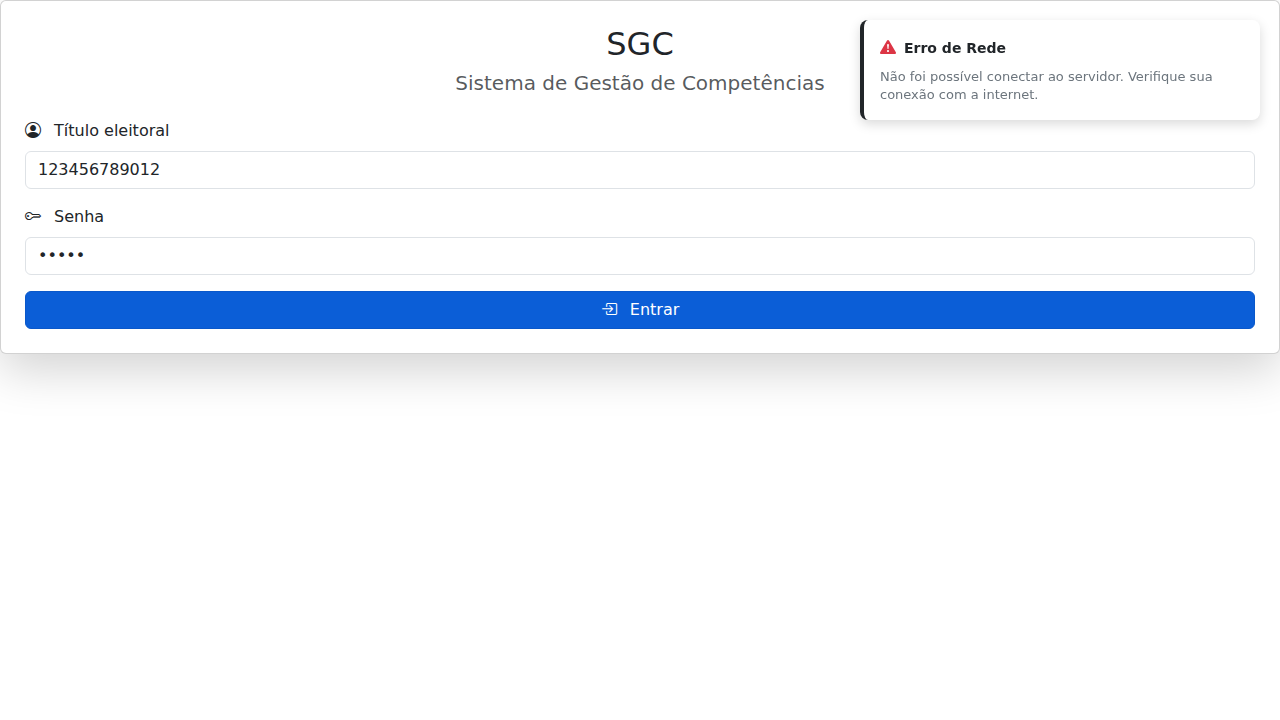 SGC
Sistema de Gestão de Competências
Erro de Rede
Não foi possível conectar ao servidor. Verifique sua
conexão com a internet.
Título eleitoral
123456789012
Senha
•••••
Entrar